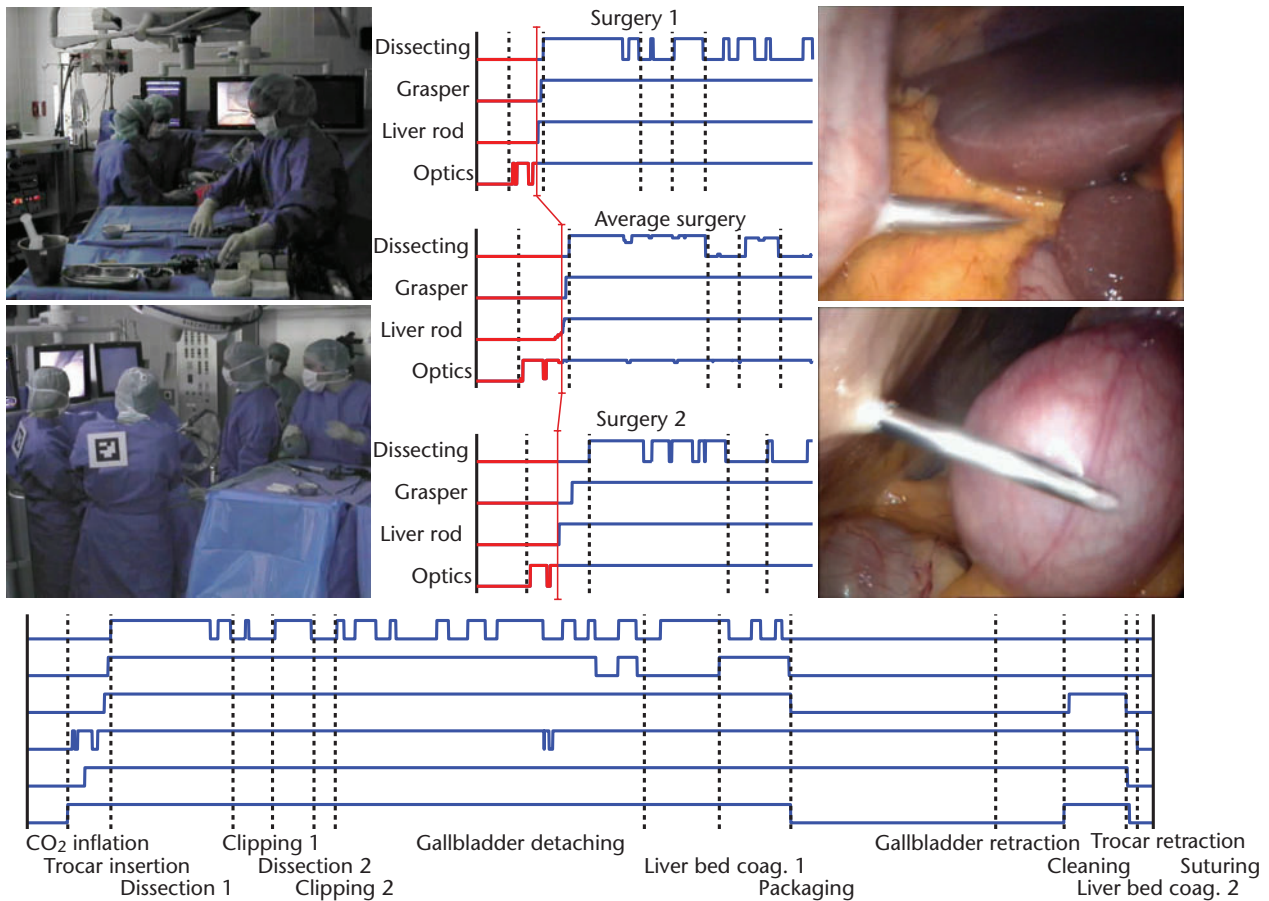 Surgery 1
Dissecting
Grasper
Liver rod
Optics
Average surgery
Dissecting
Grasper
Liver rod
Optics
Surgery 2
Dissecting
Grasper
Liver rod
Optics
CO2 inflation
Trocar insertion
Dissection 1
Clipping 1
Dissection 2
Clipping 2
Gallbladder detaching
Liver bed coag. 1
Packaging
Gallbladder retraction
Cleaning
Trocar retraction
Liver bed coag. 2
Suturing